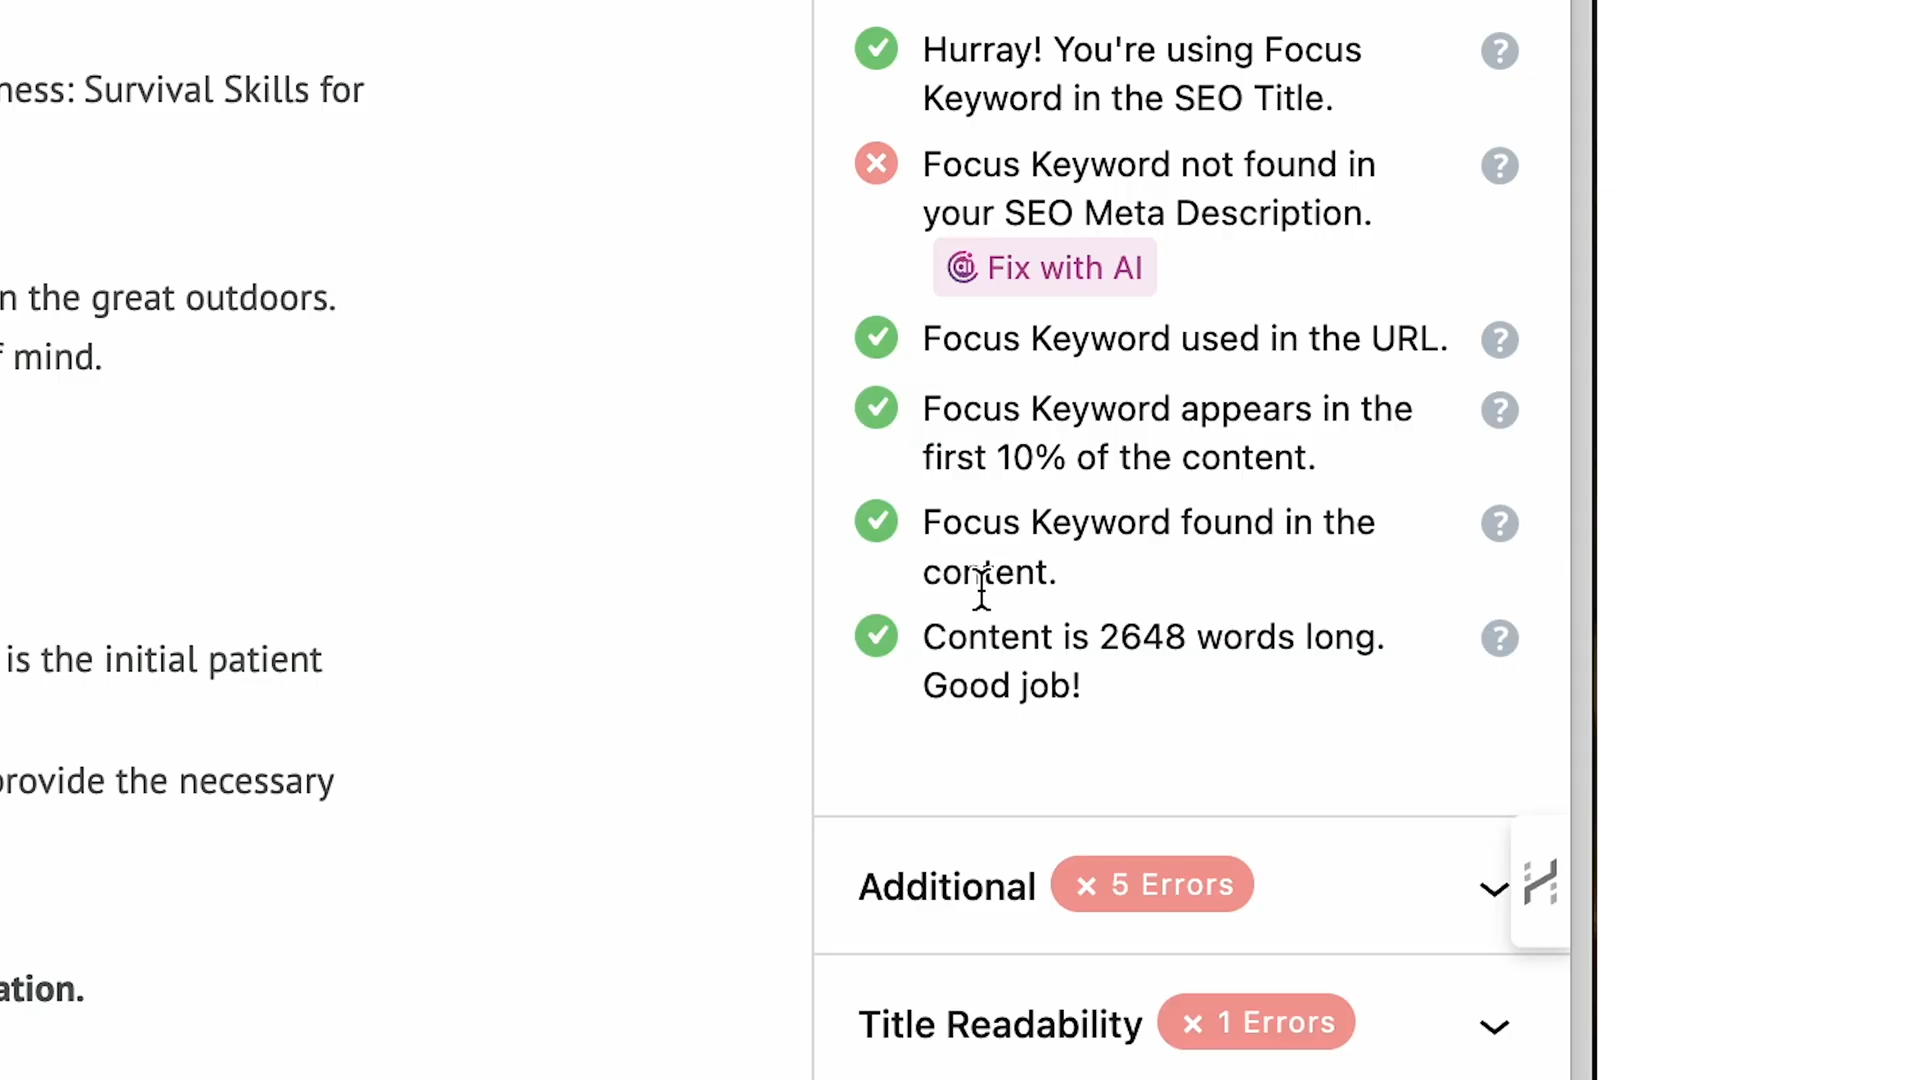 ness: Survival Skills for
n the great outdoors.
f mind.
is the initial patient
provide the necessary
ation.
Hurray! You're using Focus
Keyword in the SEO Title.
Focus Keyword not found in
your SEO Meta Description.
Fix with AI
Focus Keyword used in the URL.
Focus Keyword appears in the
first 10% of the content.
Focus Keyword found in the
content.
Content is 2648 words long.
Good job!
Additional × 5 Errors
Title Readability × 1 Errors